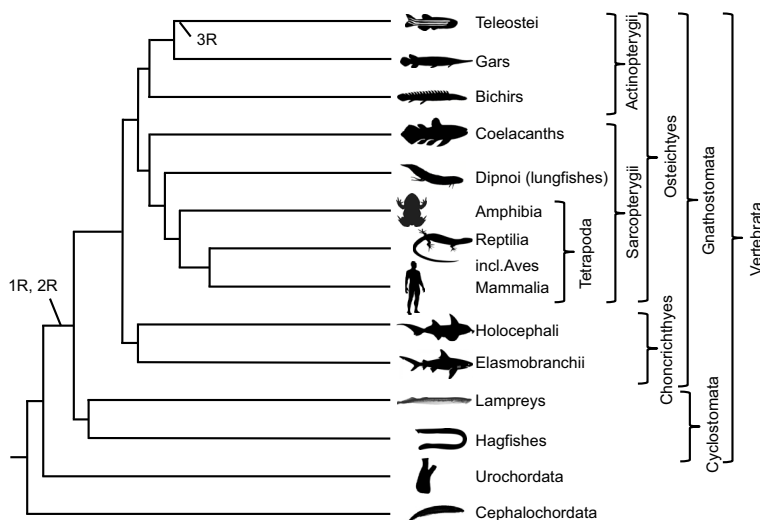 Teleostei
3R
Gars
Bichirs
Coelacanths
Dipnoi (lungfishes)
Amphibia
Reptilia
incl.Aves
Mammalia
1R, 2R
Holocephali
Elasmobranchii
Lampreys
Hagfishes
Urochordata
Cephalochordata
Tetrapoda
Actinopterygii
Sarcopterygii
Osteichtyes
Choncrichthyes
Gnathostomata
Cyclostomata
Vertebrata